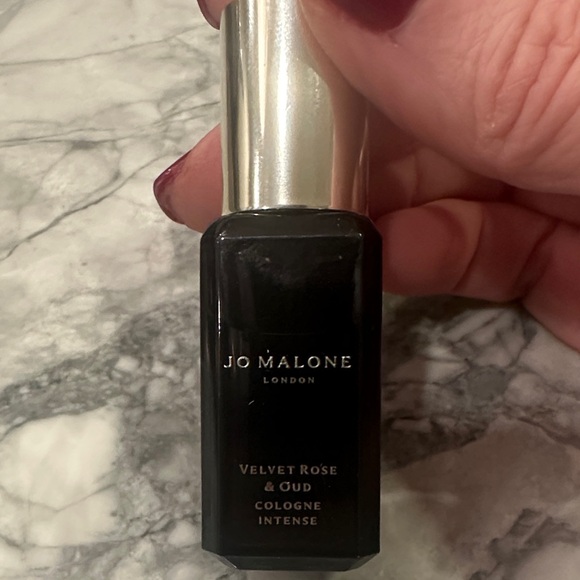 JO MALONE
LONDON
VELVET ROSE
& OUD
COLOGNE
INTENSE